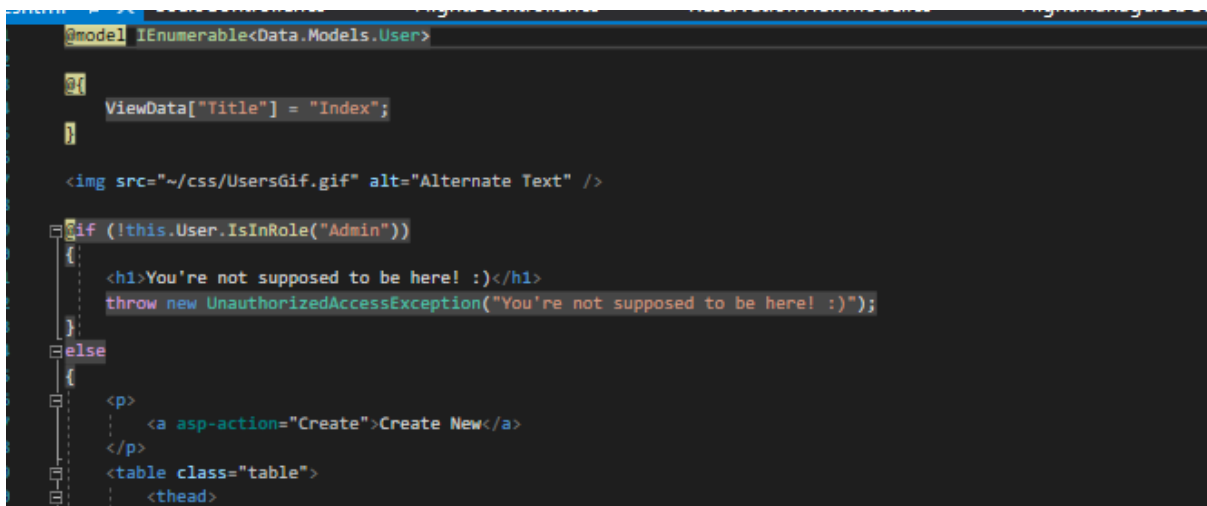 @model IEnumerable<Data.Models.User>
@{
ViewData["Title"] = "Index";
}
<img src="~/css/UsersGif.gif" alt="Alternate Text" />
@if (!this.User.IsInRole("Admin"))
{
<h1>You're not supposed to be here! :)</h1>
throw new UnauthorizedAccessException("You're not supposed to be here! :)");
}
else
{
<p>
<a asp-action="Create">Create New</a>
</p>
<table class="table">
<thead>